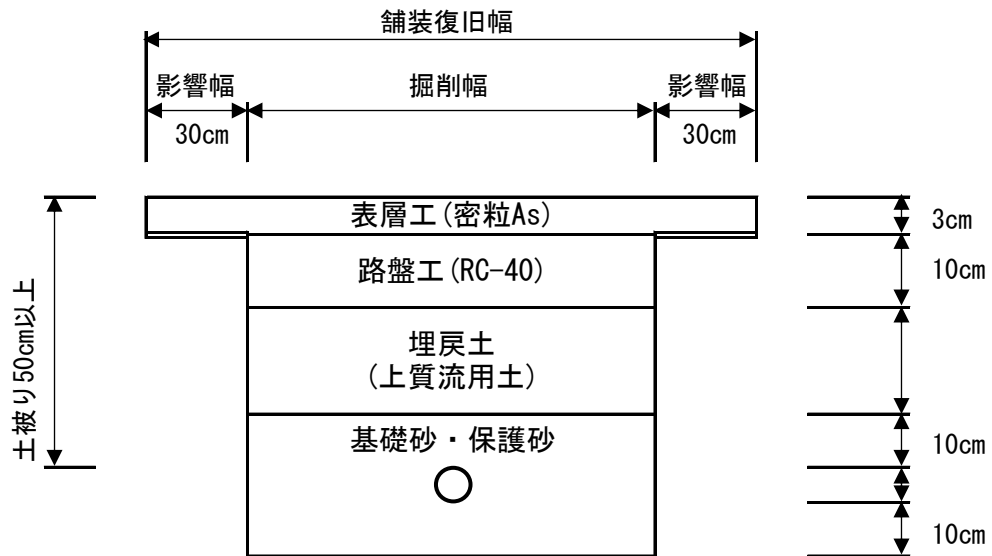 舗装復旧幅
影響幅 掘削幅 影響幅
30cm 30cm
表層工(密粒As)
3cm
路盤工(RC-40)
10cm
埋戻土
(上質流用土)
土被り50cm以上
基礎砂・保護砂
10cm
10cm